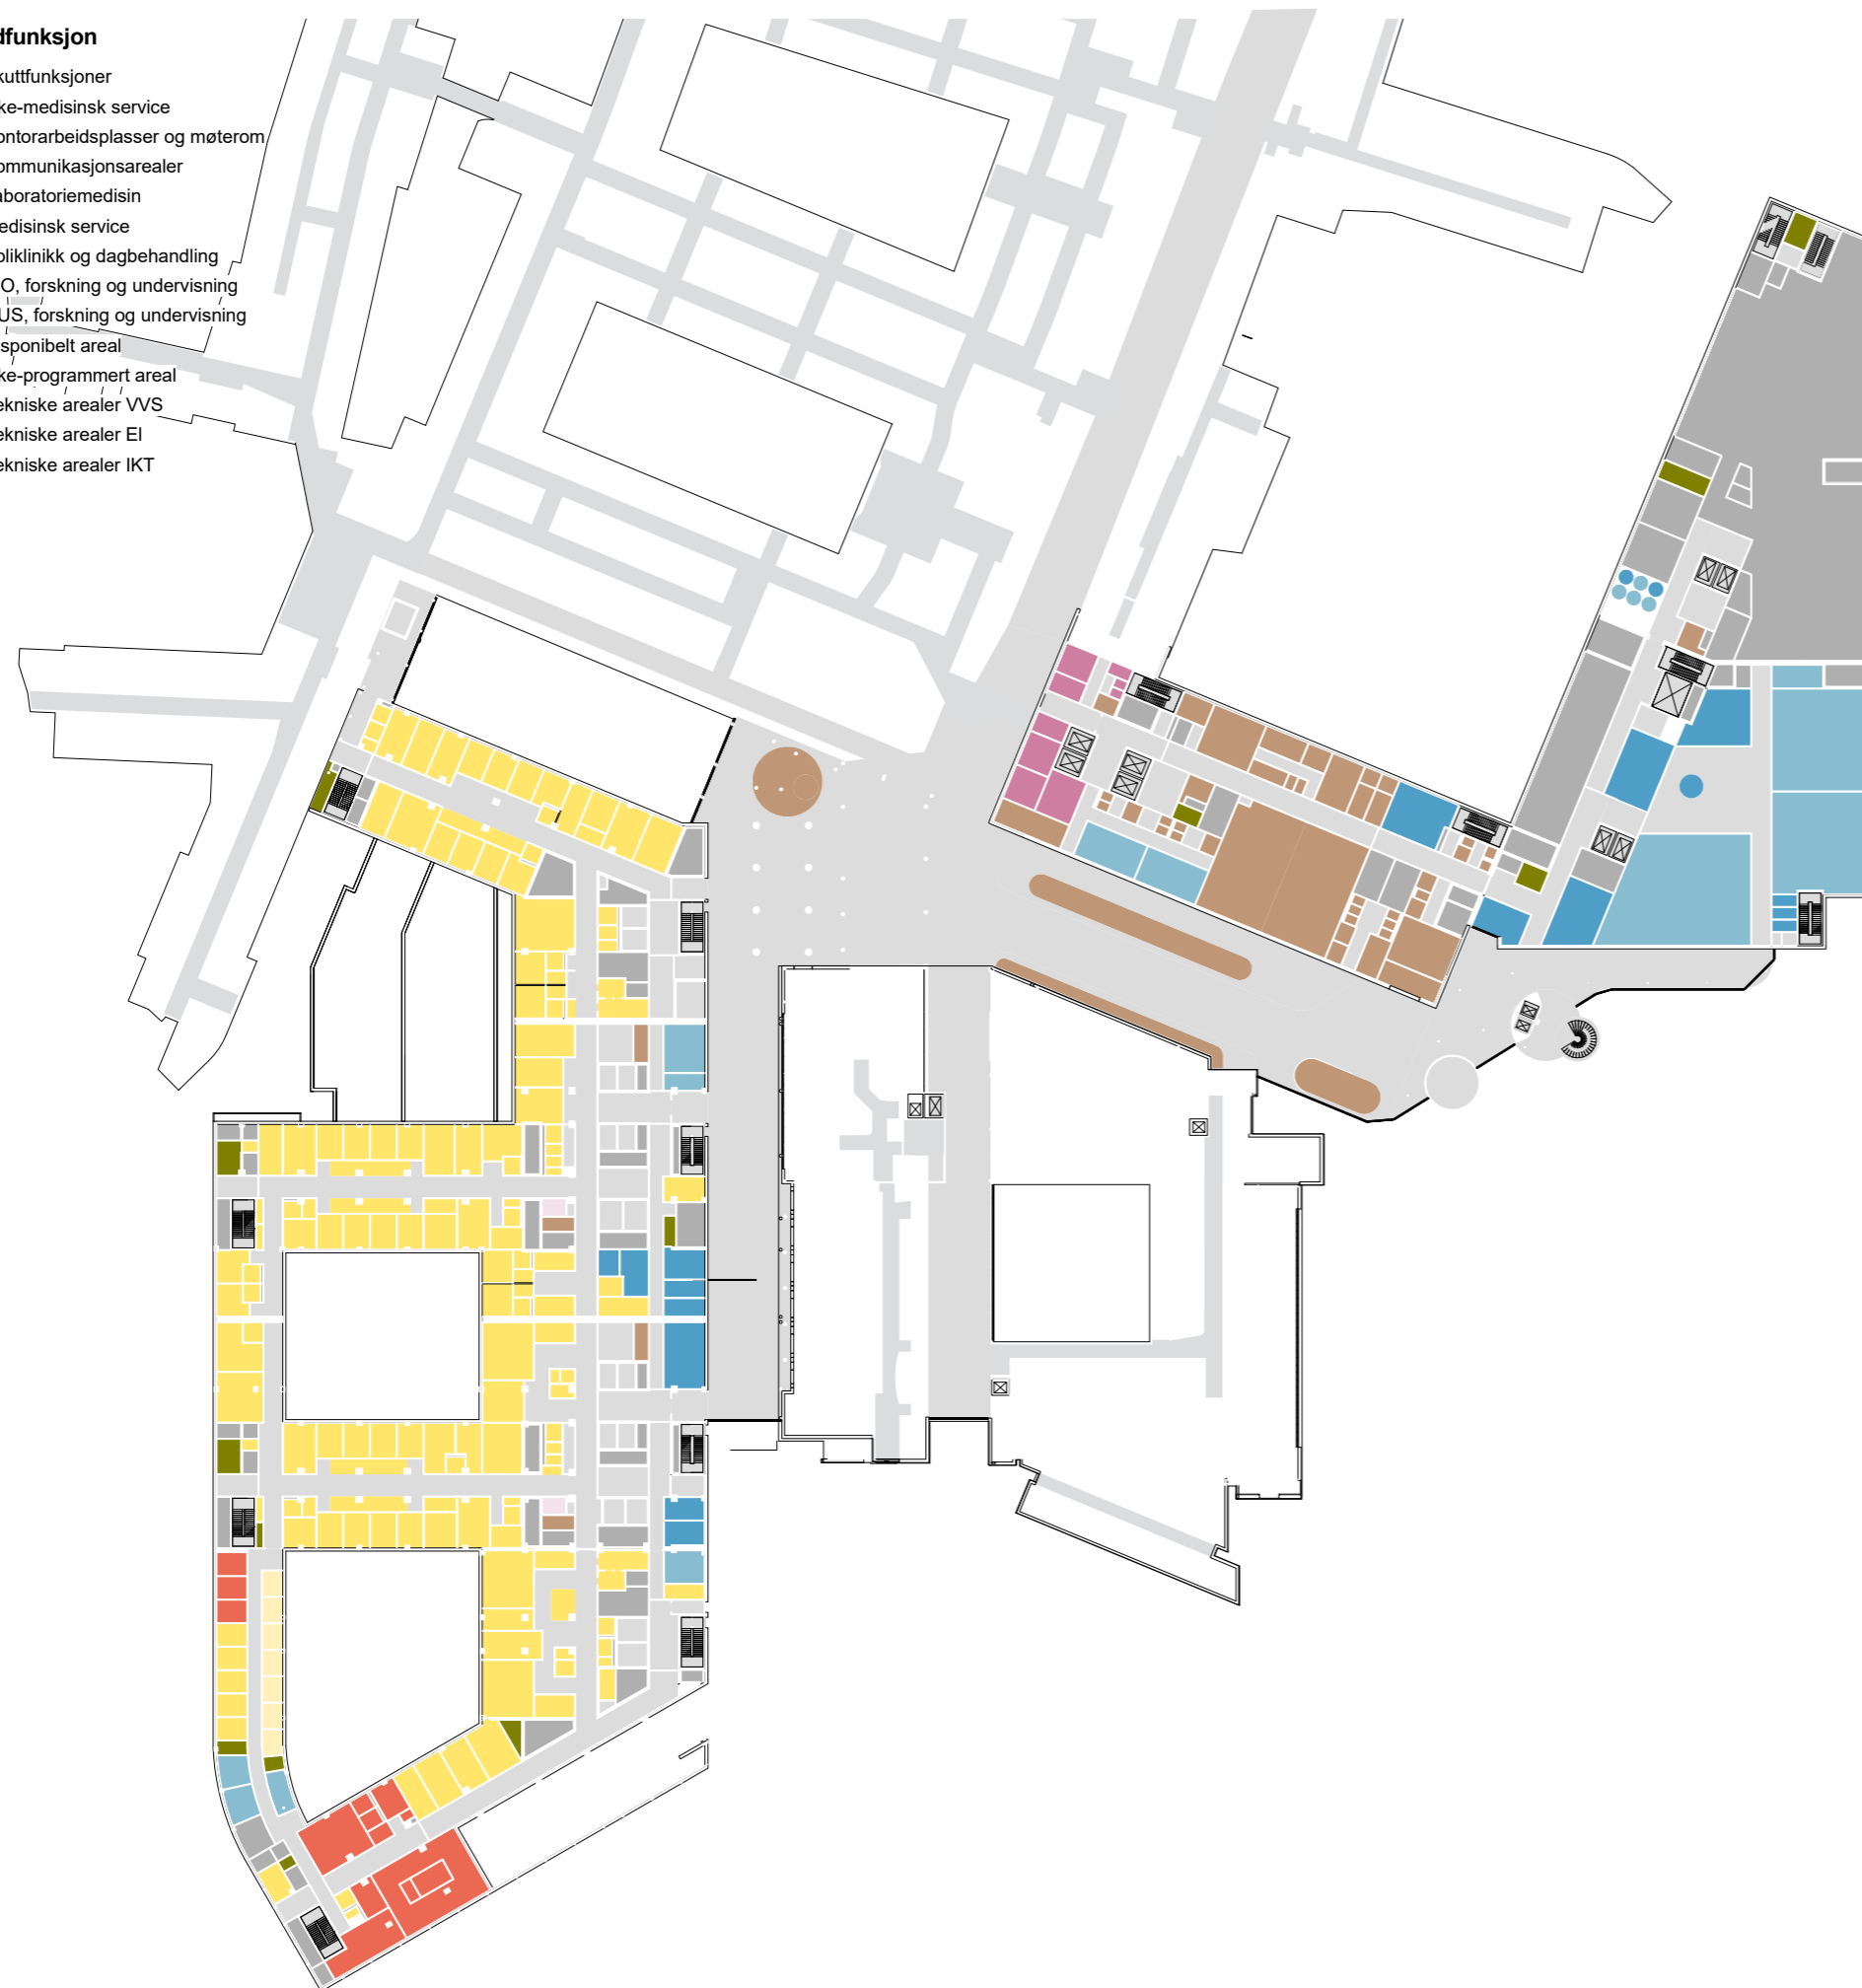 dfunksjon
kuttfunksjoner
ke-medisinsk service
ontorarbeidsplasser og møterom
ommunikasjonsarealer
aboratoriemedisin
edisinsk service
oliklinikk og dagbehandling
O, forskning og undervisning
US, forskning og undervisning
sponibelt areal
ke-programmert areal
ekniske arealer VVS
ekniske arealer El
ekniske arealer IKT